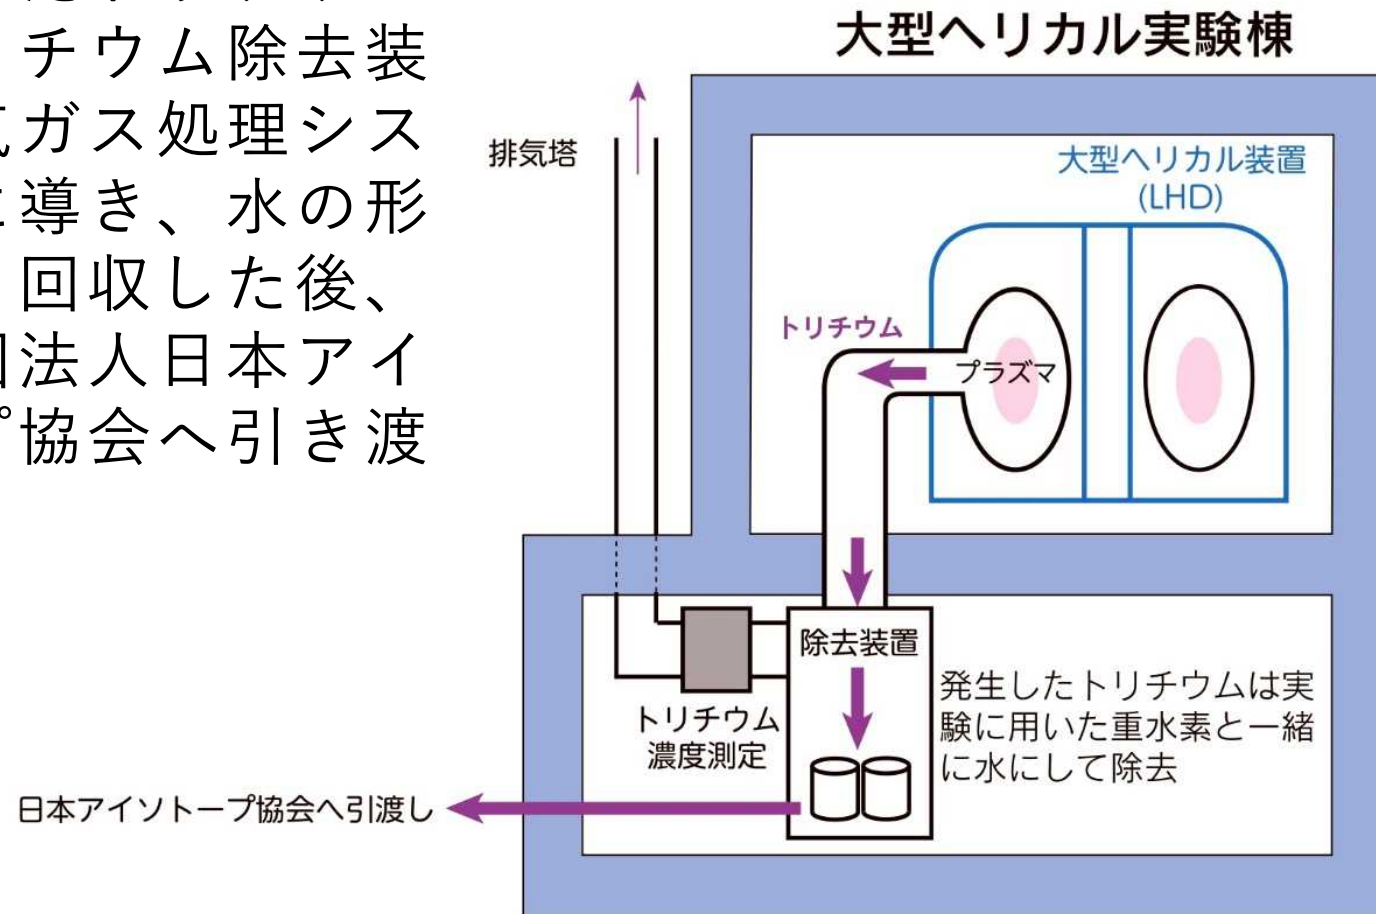 チウム除去装
ガス処理シス
導き、水の形
回収した後、
法人日本アイ
プ協会へ引き渡
大型ヘリカル実験棟
排気塔
大型ヘリカル装置
(LHD)
トリチウム
プラズマ
除去装置
トリチウム
濃度測定
発生したトリチウムは実
験に用いた重水素と一緒
に水にして除去
日本アイソトープ協会へ引渡し